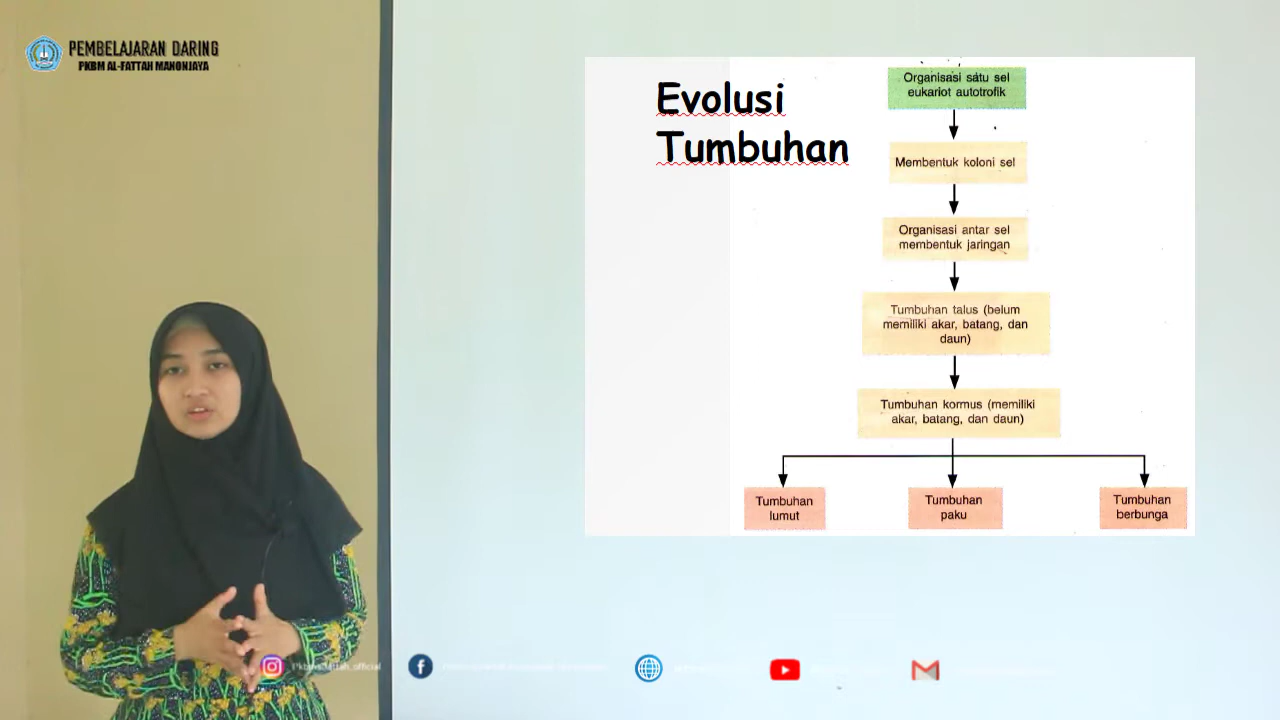 PEMBELAJARAN DARING
PKBM AL-FATTAH MANONJAYA
Evolusi
Tumbuhan
Organisasi satu sel
eukariot autotrofik
Membentuk koloni sel
Organisasi antar sel
membentuk jaringan
Tumbuhan talus (belum
memiliki akar, batang, dan
daun)
Tumbuhan kormus (memiliki
akar, batang, dan daun)
Tumbuhan
lumut
Tumbuhan
paku
Tumbuhan
berbunga